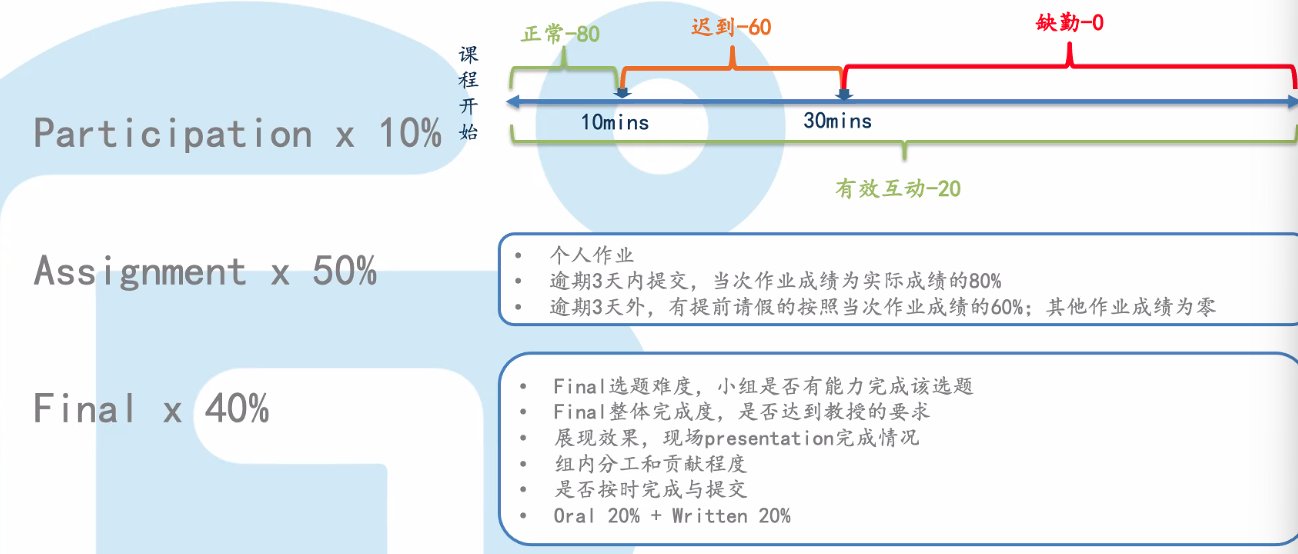 正常-80
迟到-60
缺勤-0
课程开始
10mins
30mins
Participation x 10%
有效互动-20
Assignment x 50%
• 个人作业
• 逾期3天内提交，当次作业成绩为实际成绩的80%
• 逾期3天外，有提前请假的按照当次作业成绩的60%；其他作业成绩为零
Final x 40%
• Final选题难度，小组是否有能力完成该选题
• Final整体完成度，是否达到教授的要求
• 展现效果，现场presentation完成情况
• 组内分工和贡献程度
• 是否按时完成与提交
• Oral 20% + Written 20%